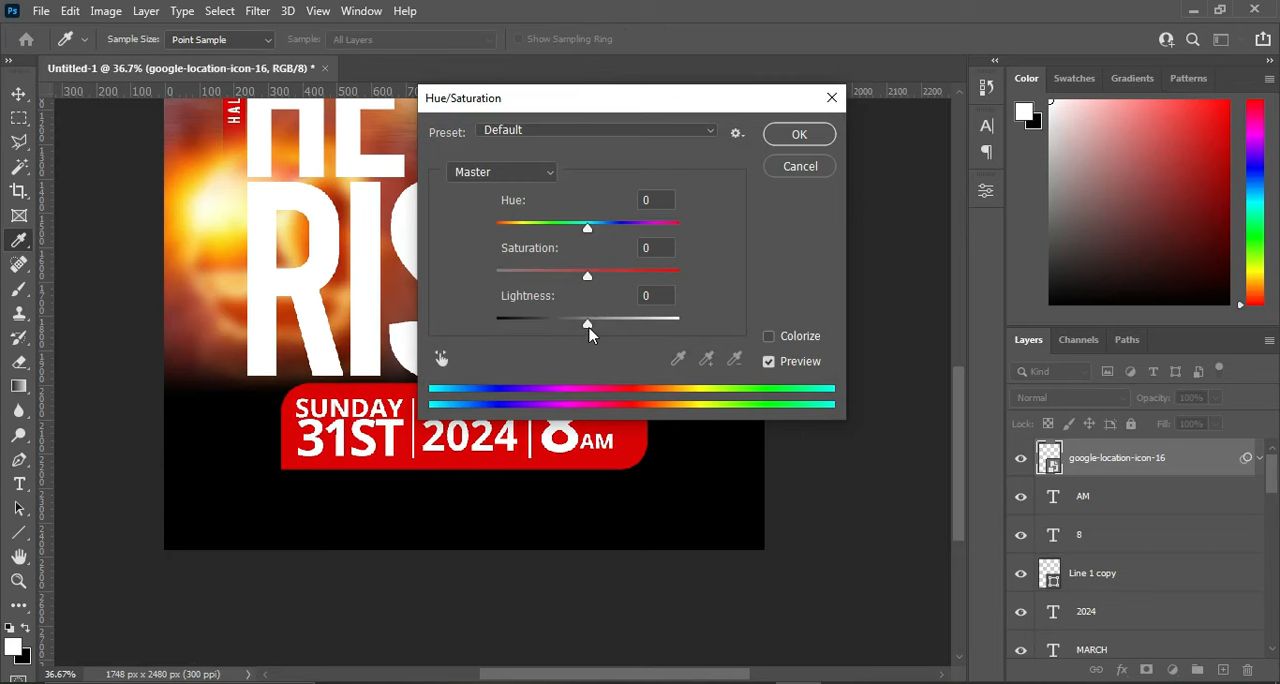 Ps File Edit Image Layer Type Select Filter 3D View Window Help
Sample Size: Point Sample Sample: All Layers Show Sampling Ring
Untitled-1 @ 36.7% (google-location-icon-16, RGB/8) * ×
300 200 100 0 100 200 300 400 500 600 2000 2100 2200
HE
RIS
SUNDAY
31ST 2024 8AM
Hue/Saturation
Preset: Default
OK
Cancel
Master
Hue: 0
Saturation: 0
Lightness: 0
Colorize
Preview
Color Swatches Gradients Patterns
Layers Channels Paths
Kind
Normal Opacity: 100%
Lock: Fill: 100%
google-location-icon-16
AM
8
Line 1 copy
2024
MARCH
fx
36.67% 1748 px x 2480 px (300 ppi)